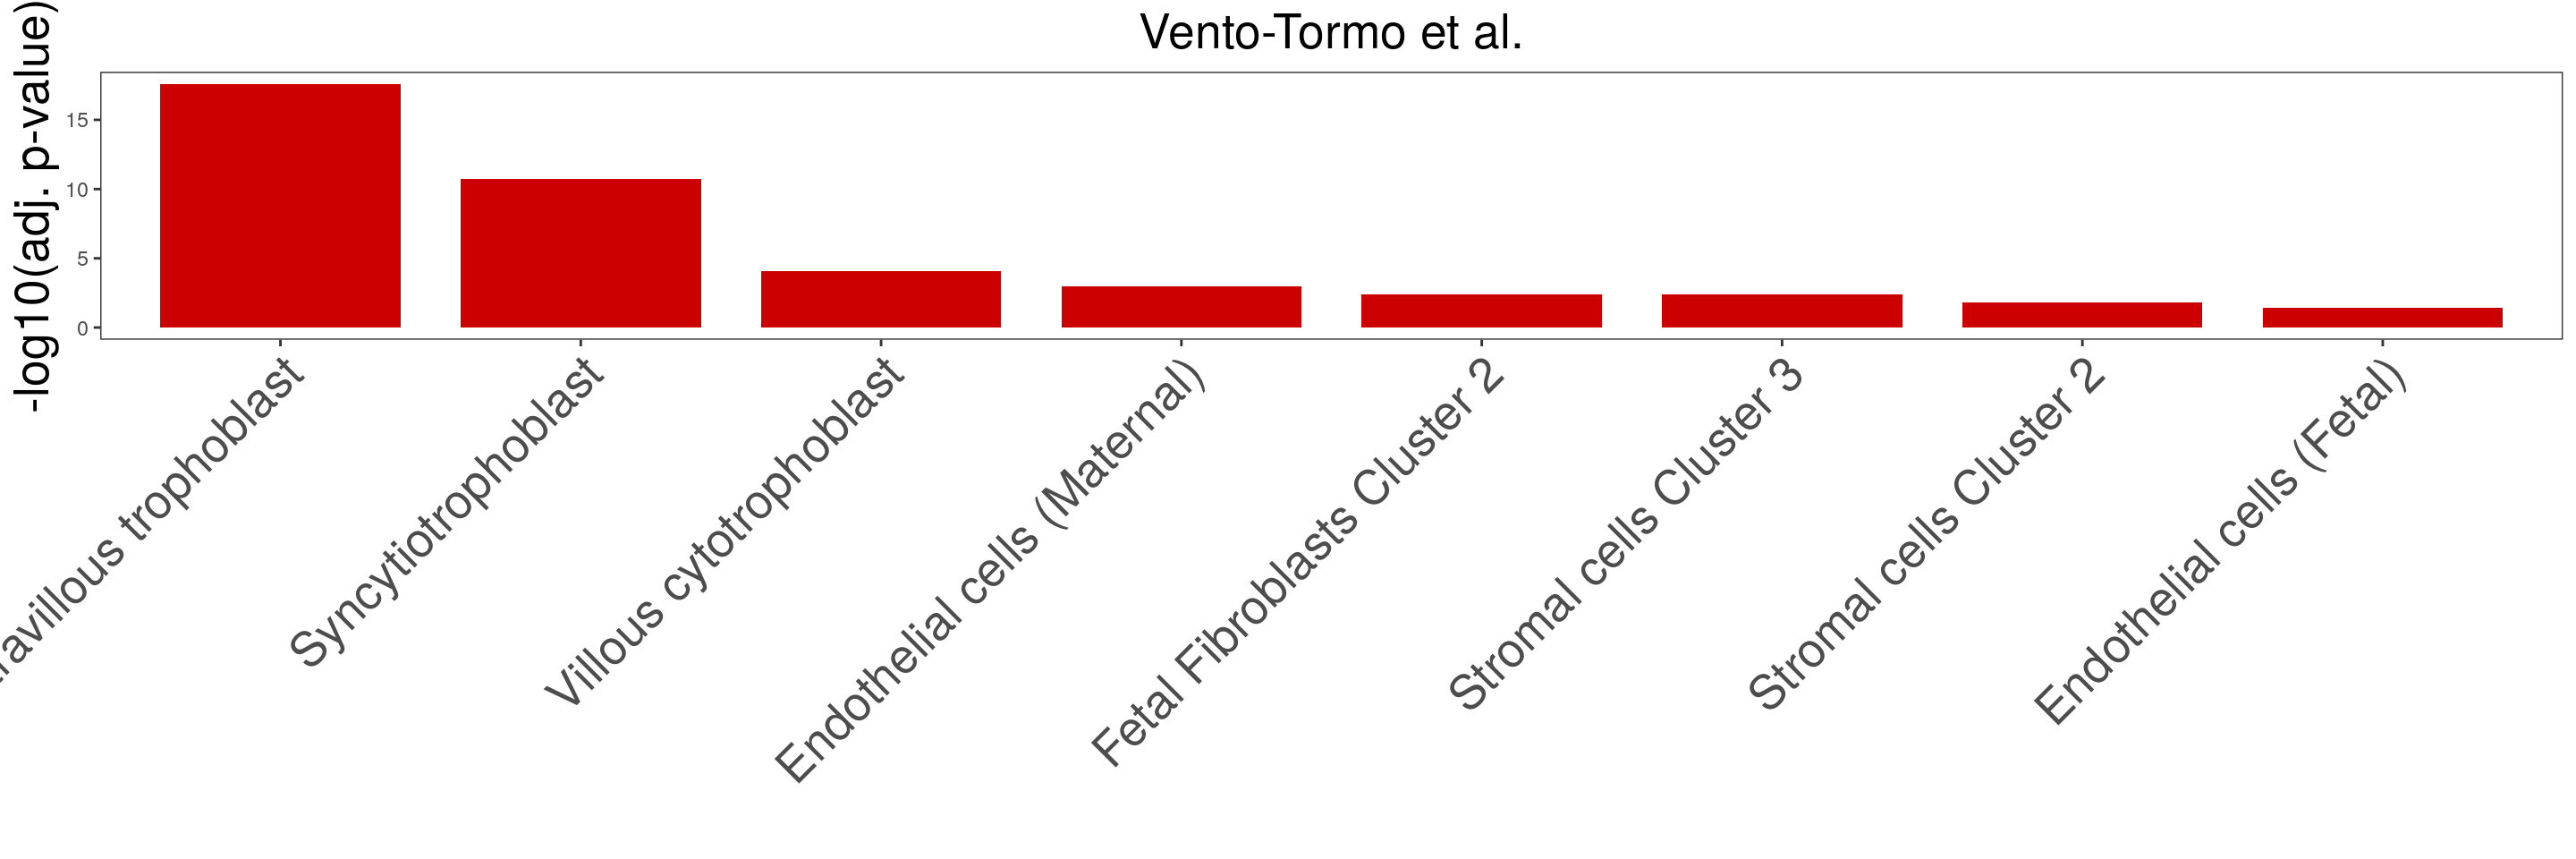 Vento-Tormo et al.
-log10(adj. p-value)
15
10
5
0
trophoblast
Syncytiotrophoblast
Villous cytotrophoblast
Endothelial cells (Maternal)
Fetal Fibroblasts Cluster 2
Stromal cells Cluster 3
Stromal cells Cluster 2
Endothelial cells (Fetal)